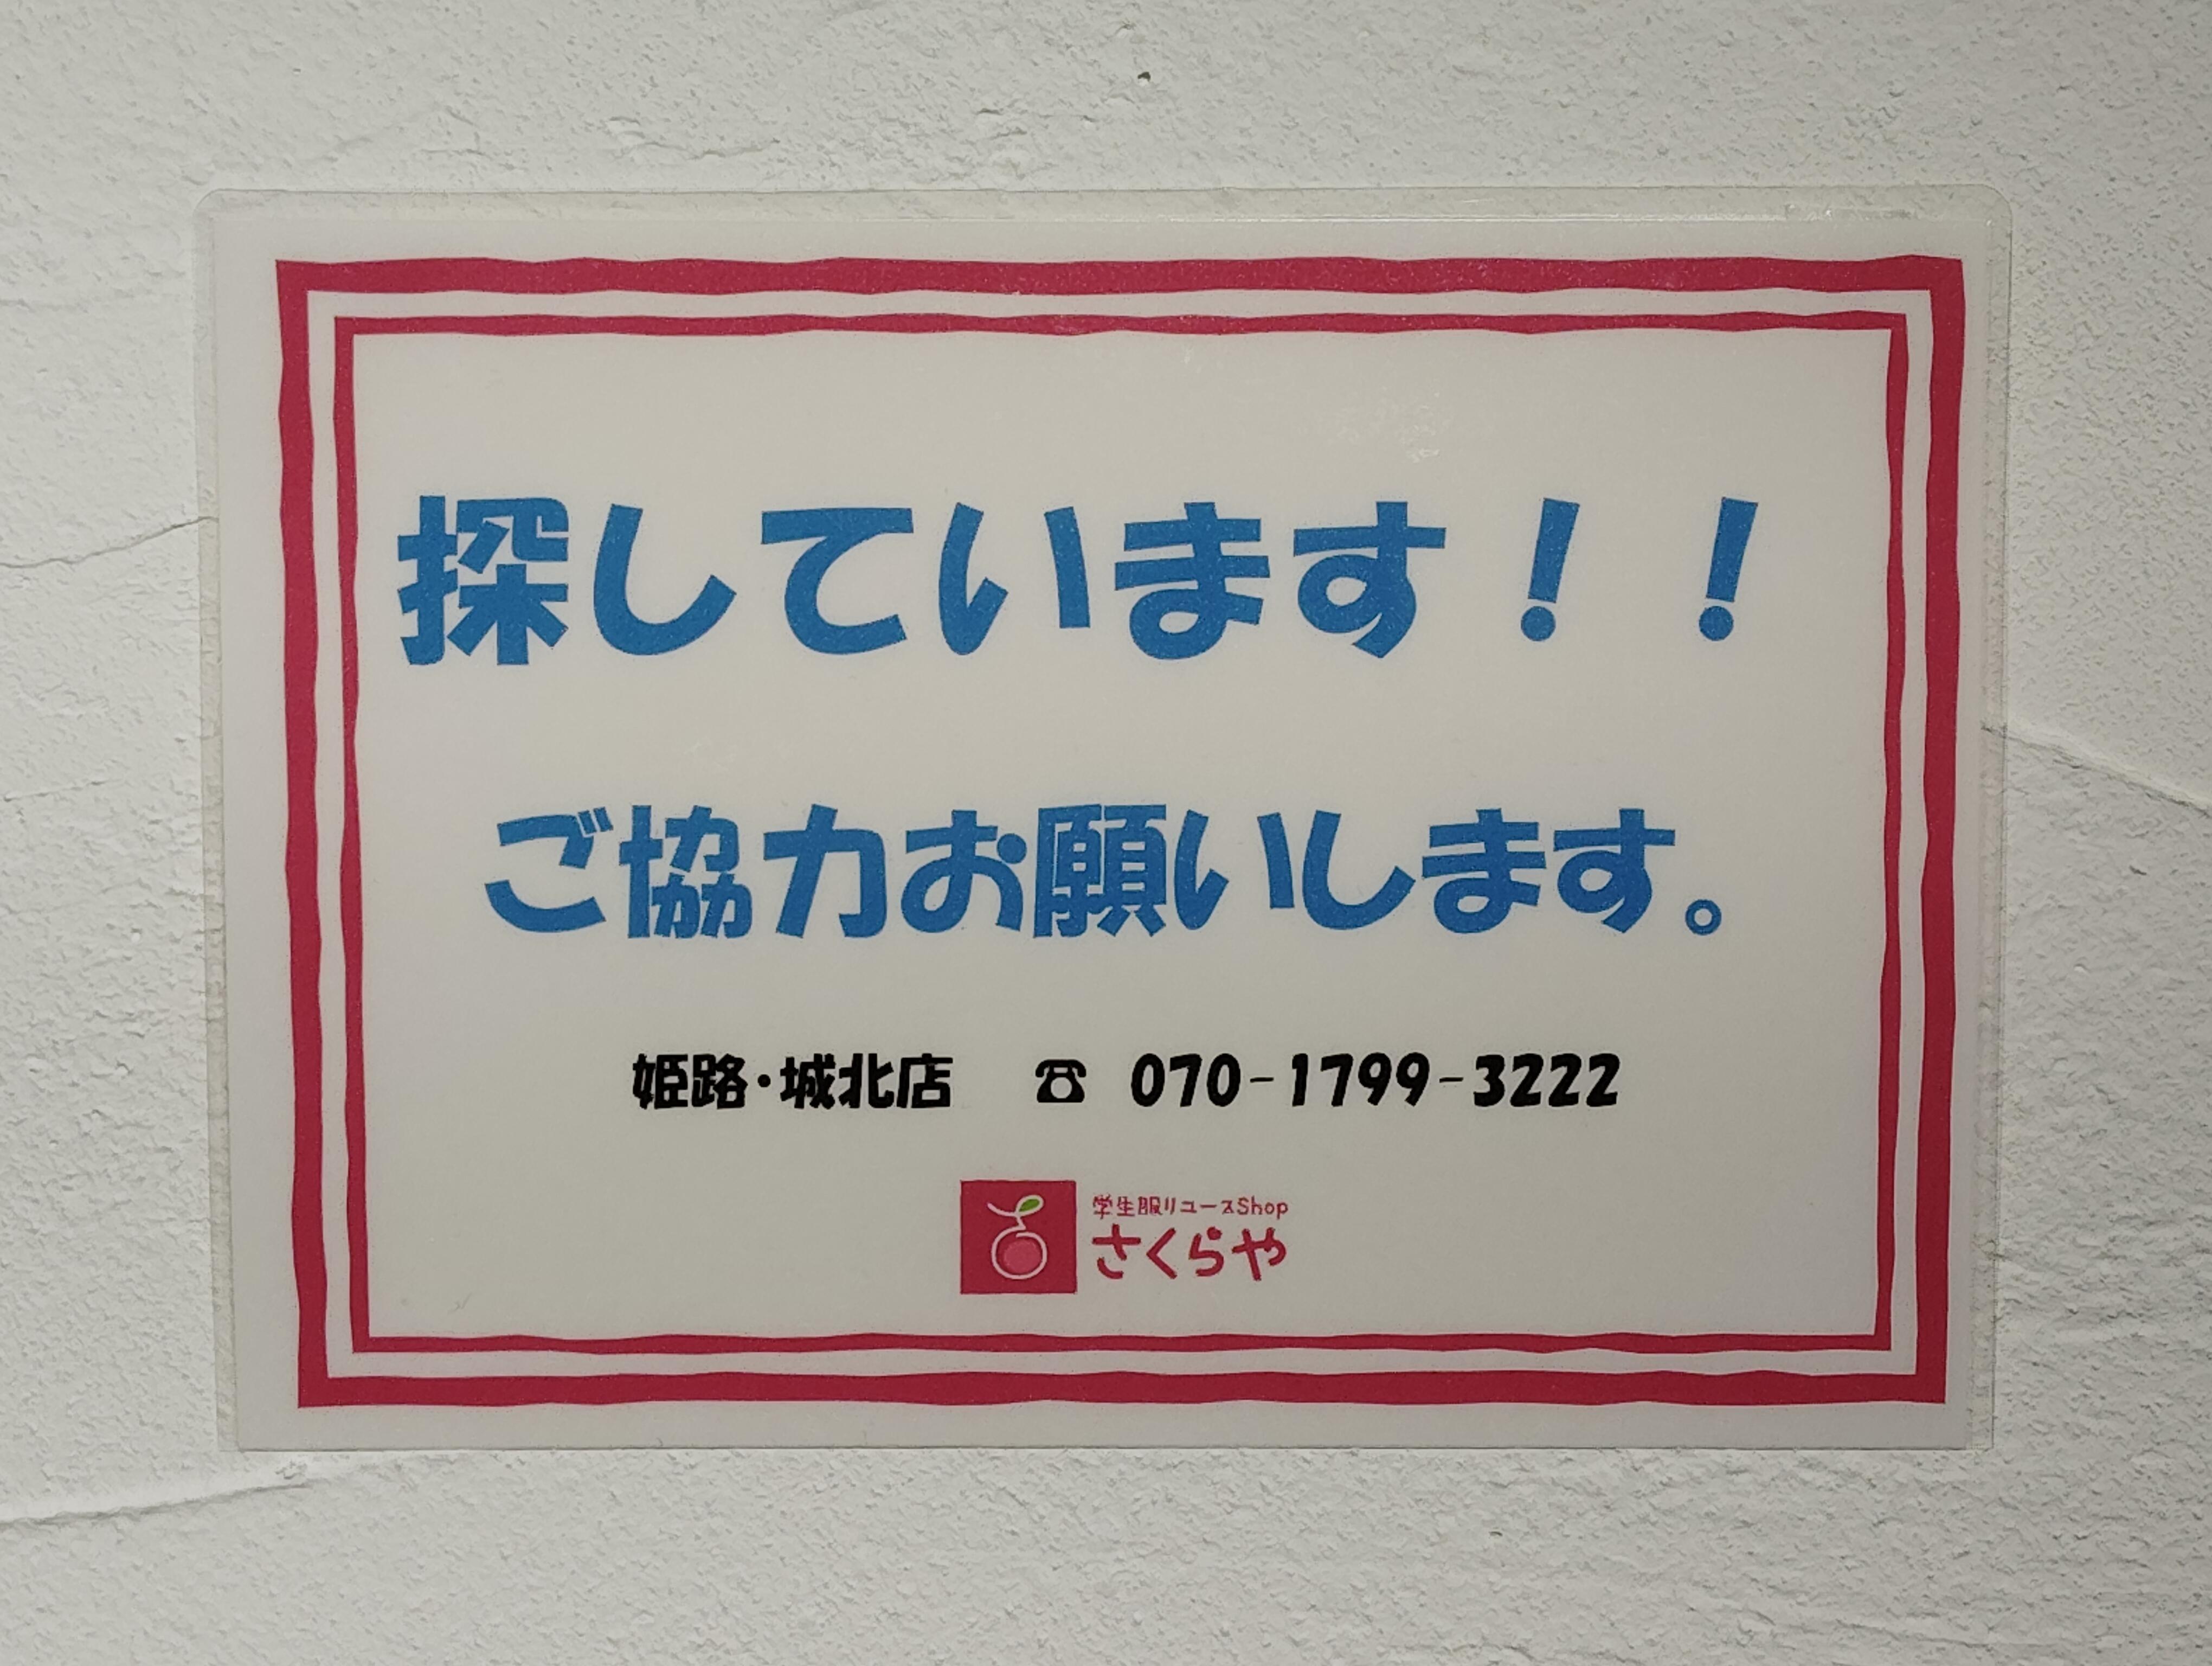 探しています！！
ご協力お願いします。
姫路・城北店　☎ 070-1799-3222
学生服リユースShop
さくらや